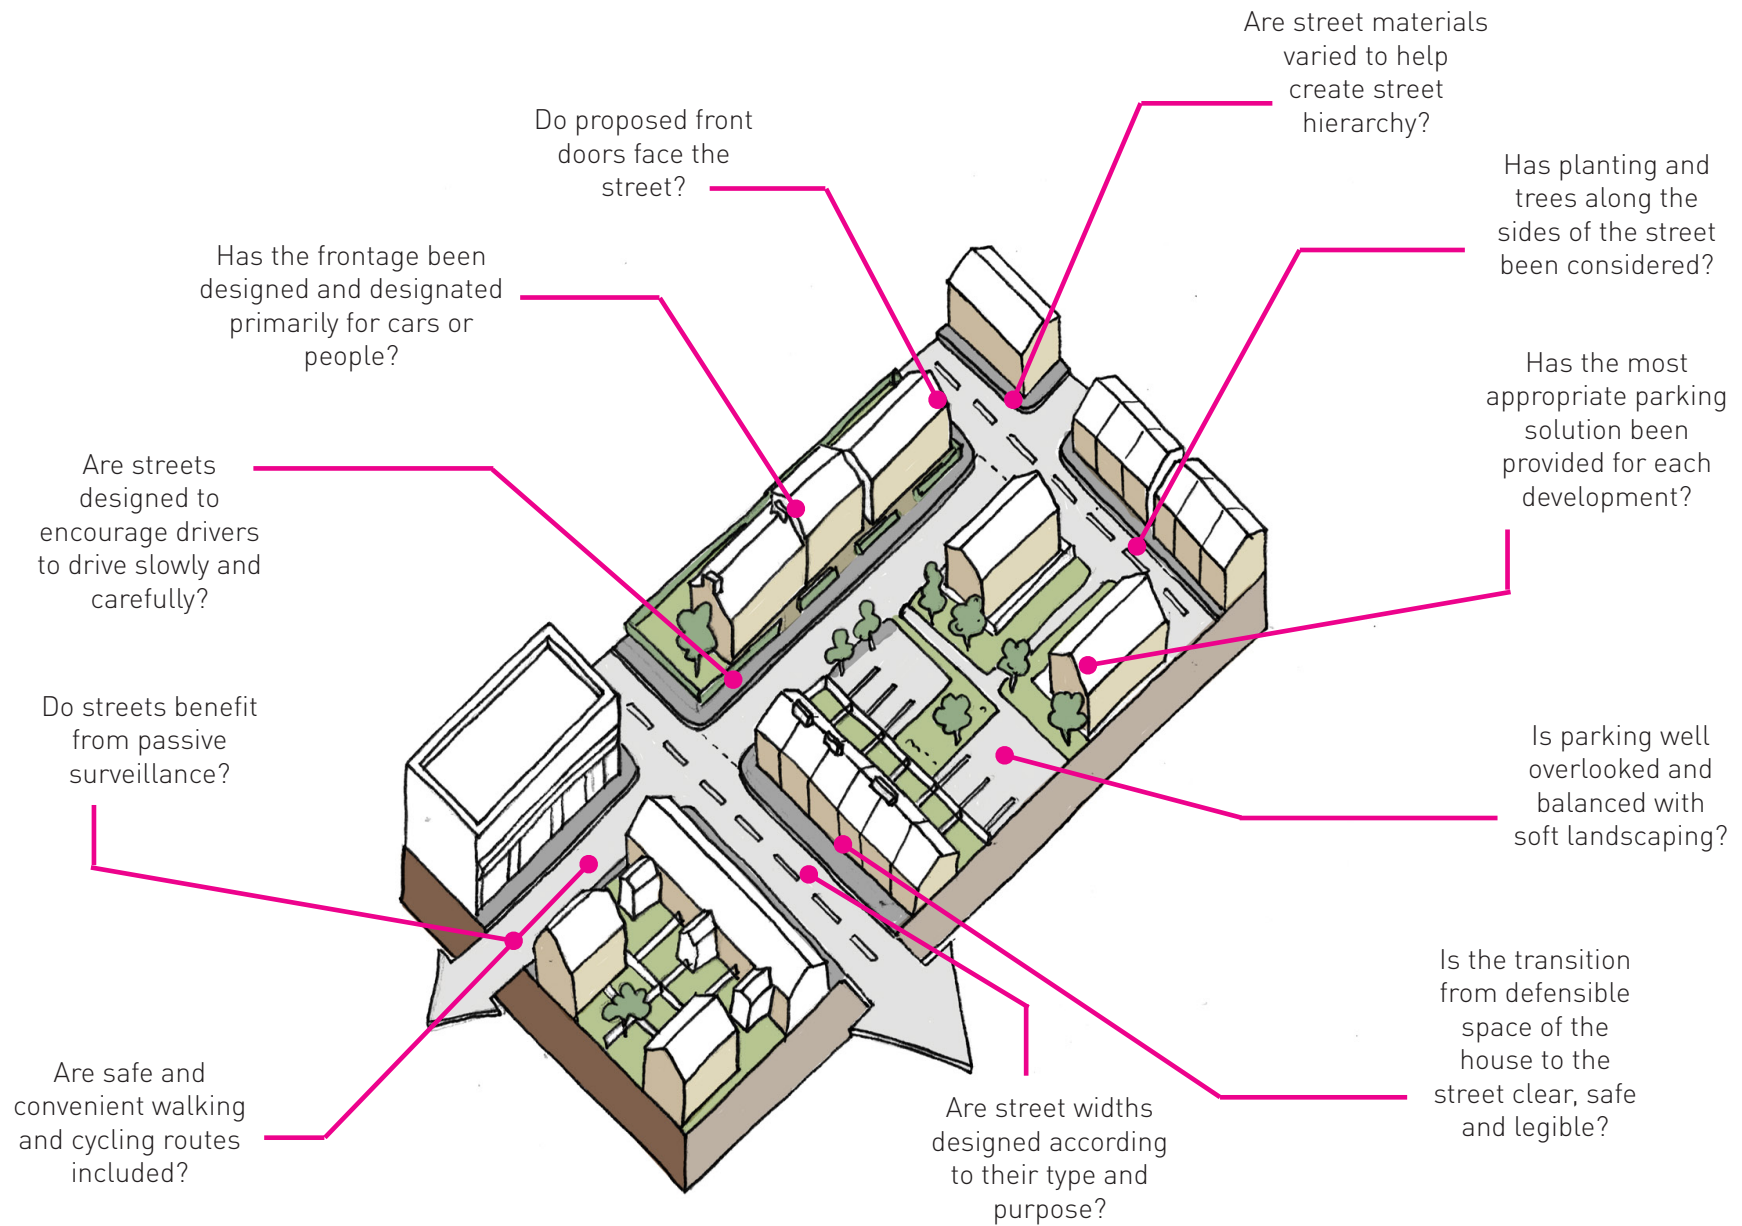 Are street materials
varied to help
create street
hierarchy?
Do proposed front
doors face the
street?
Has planting and
trees along the
sides of the street
been considered?
Has the frontage been
designed and designated
primarily for cars or
people?
Has the most
appropriate parking
solution been
provided for each
development?
Are streets
designed to
encourage drivers
to drive slowly and
carefully?
Do streets benefit
from passive
surveillance?
Is parking well
overlooked and
balanced with
soft landscaping?
Is the transition
from defensible
space of the
house to the
street clear, safe
and legible?
Are safe and
convenient walking
and cycling routes
included?
Are street widths
designed according
to their type and
purpose?